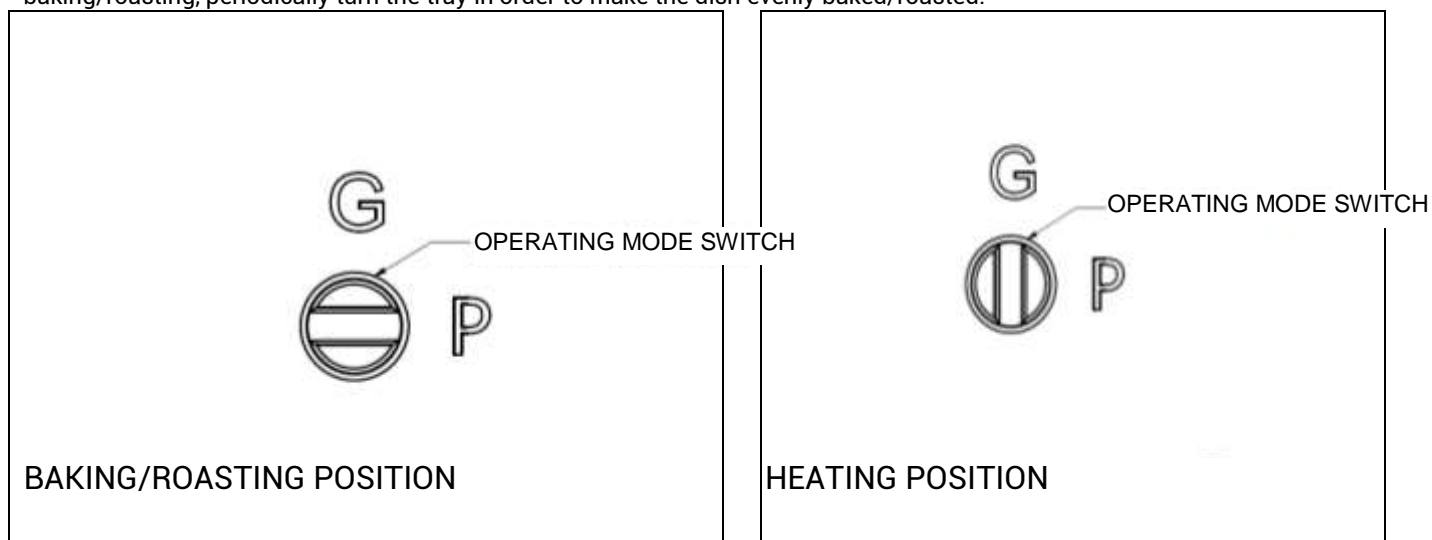 baking/roasting, periodically turn the tray in order to make the dish evenly baked/roasted.
G
OPERATING MODE SWITCH
P
BAKING/ROASTING POSITION
G
OPERATING MODE SWITCH
P
HEATING POSITION